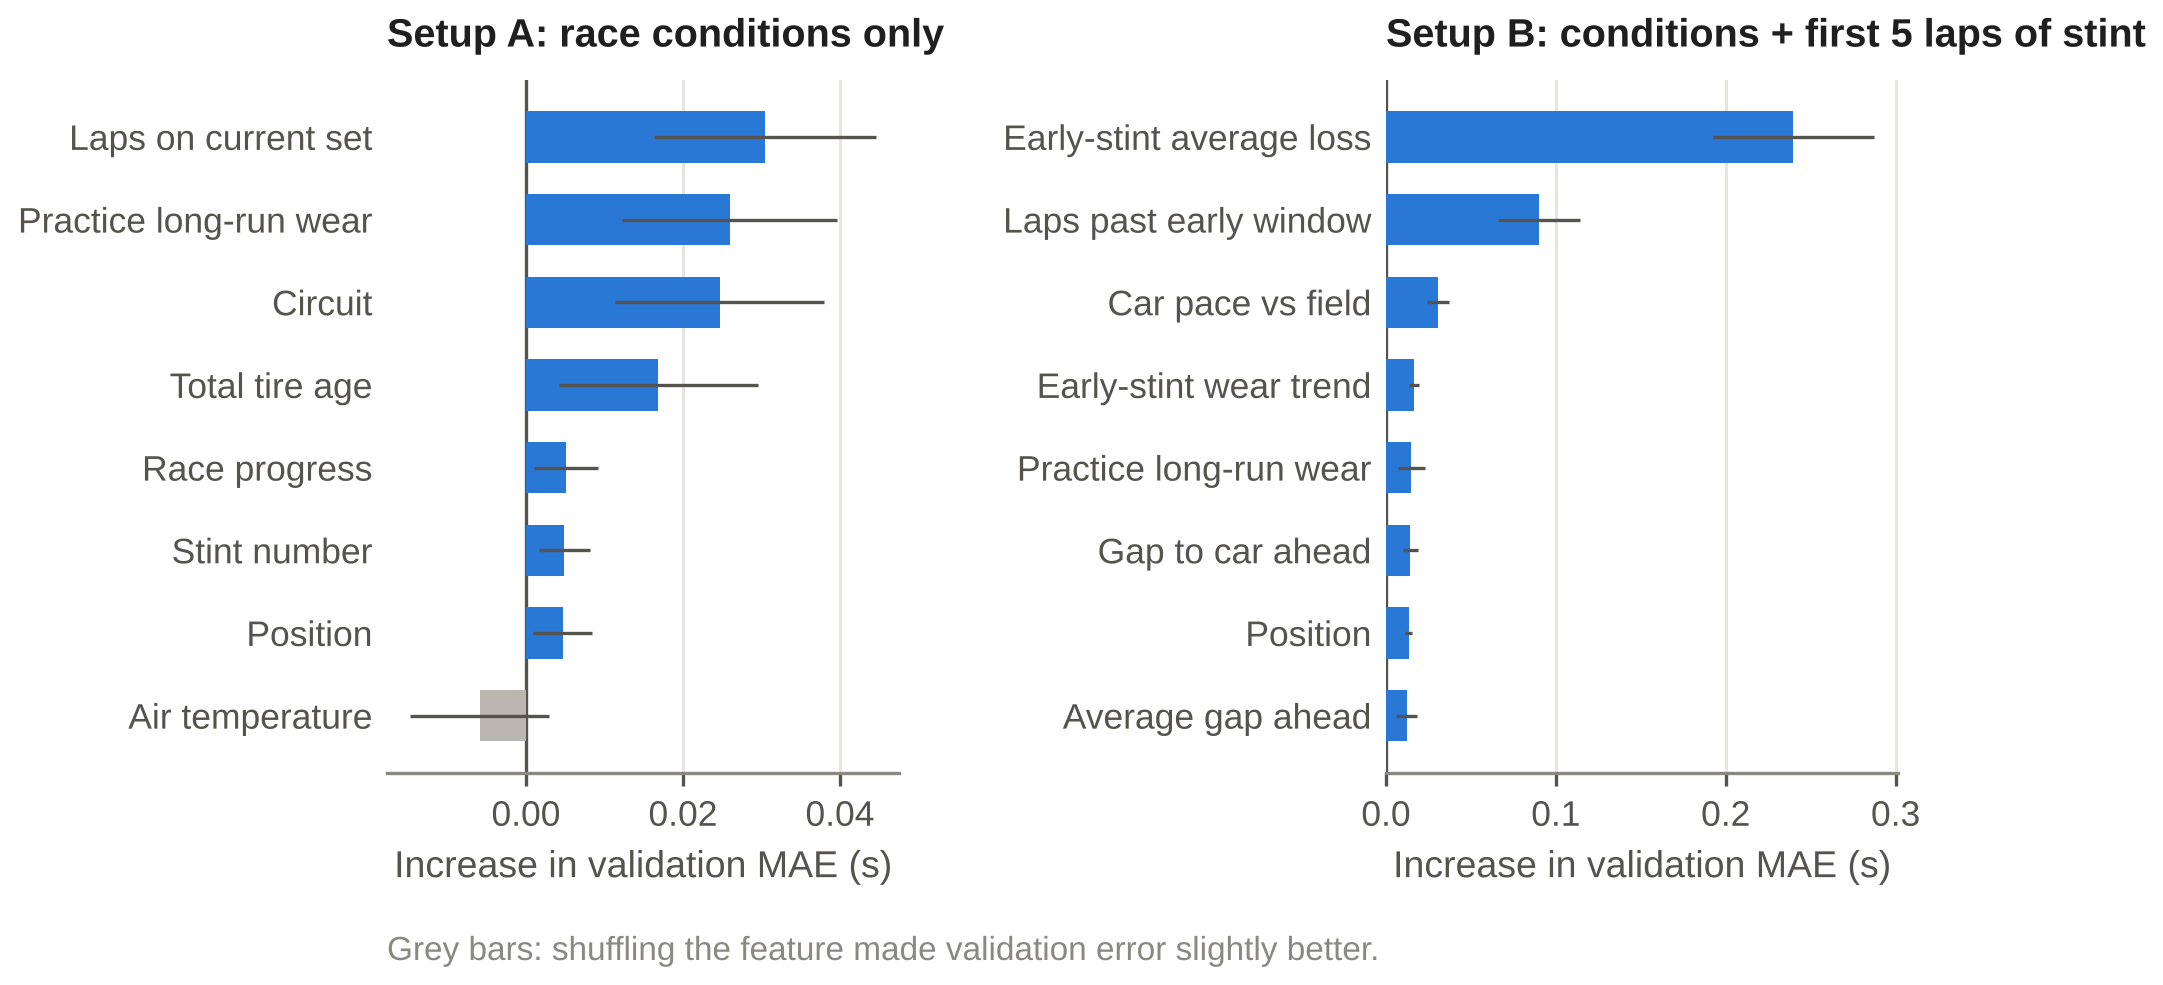 Setup A: race conditions only
Laps on current set
Practice long-run wear
Circuit
Total tire age
Race progress
Stint number
Position
Air temperature
0.00 0.02 0.04
Increase in validation MAE (s)
Setup B: conditions + first 5 laps of stint
Early-stint average loss
Laps past early window
Car pace vs field
Early-stint wear trend
Practice long-run wear
Gap to car ahead
Position
Average gap ahead
0.0 0.1 0.2 0.3
Increase in validation MAE (s)
Grey bars: shuffling the feature made validation error slightly better.